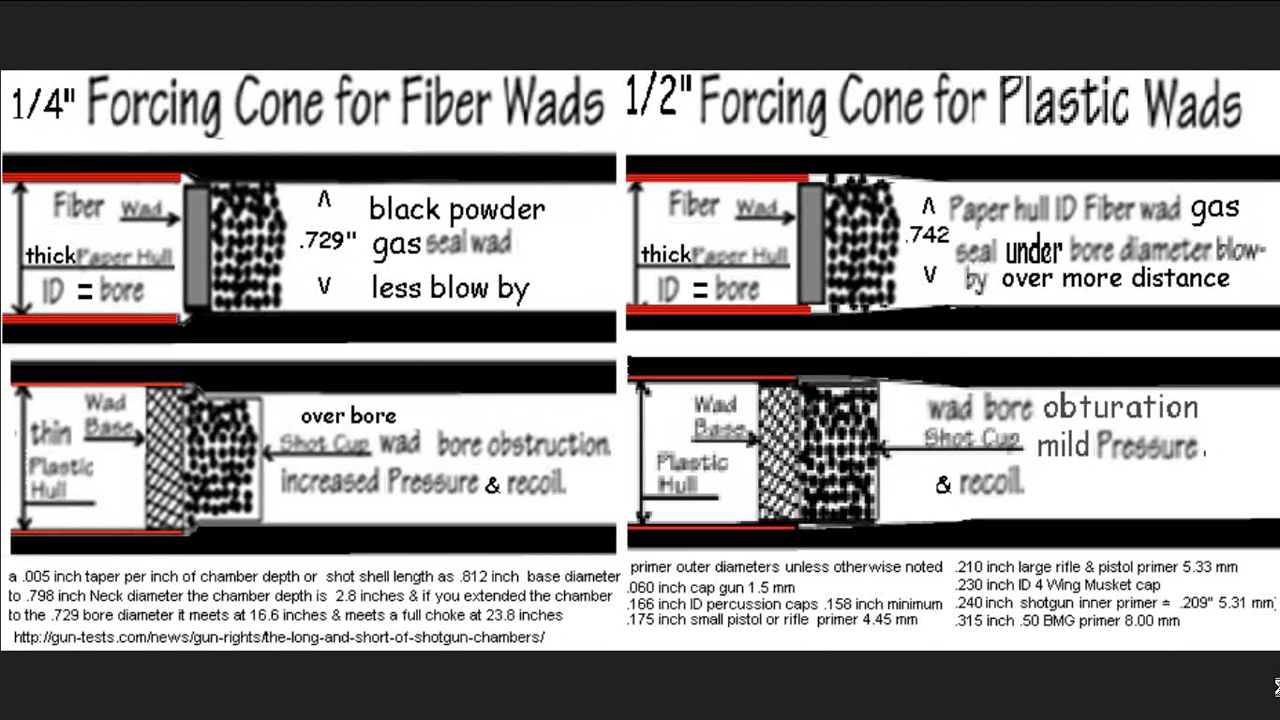 1/4" Forcing Cone for Fiber Wads
Fiber Wad
thick Paper Hull
ID = bore
^
.729"
v
black powder
gas seal wad
less blow by
1/2" Forcing Cone for Plastic Wads
Fiber Wad
thick Paper Hull
ID = bore
^
.742
v
Paper hull ID Fiber wad gas
seal under bore diameter blow-
by over more distance
Wad
Base
thin
Plastic
Hull
over bore
Shot Cup wad bore obstruction.
increased Pressure & recoil.
Wad
Base
Plastic
Hull
wad bore obturation
Shot Cup mild Pressure .
& recoil.
a .005 inch taper per inch of chamber depth or shot shell length as .812 inch base diameter
to .798 inch Neck diameter the chamber depth is 2.8 inches & if you extended the chamber
to the .729 bore diameter it meets at 16.6 inches & meets a full choke at 23.8 inches
http://gun-tests.com/news/gun-rights/the-long-and-short-of-shotgun-chambers/
primer outer diameters unless otherwise noted
.060 inch cap gun 1.5 mm
.166 inch ID percussion caps .158 inch minimum
.175 inch small pistol or rifle primer 4.45 mm
.210 inch large rifle & pistol primer 5.33 mm
.230 inch ID 4 Wing Musket cap
.240 inch shotgun inner primer = .209" 5.31 mm
.315 inch .50 BMG primer 8.00 mm